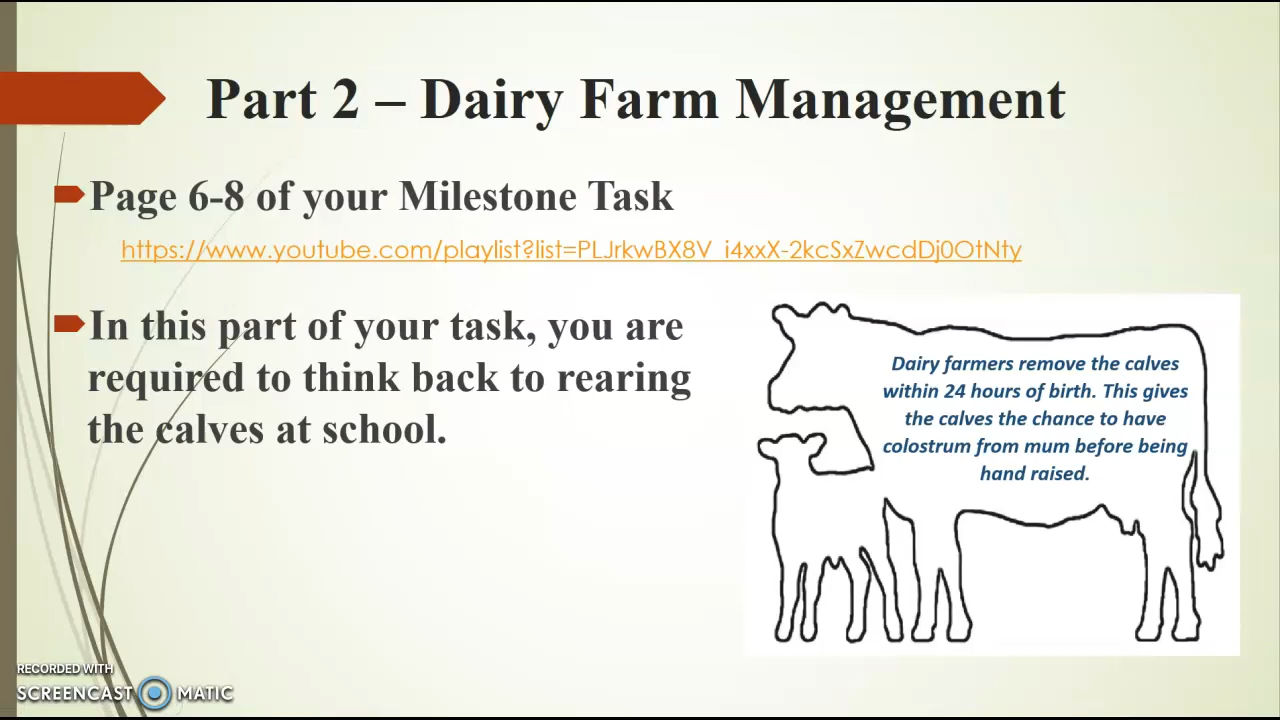 Part 2 – Dairy Farm Management
Page 6-8 of your Milestone Task
https://www.youtube.com/playlist?list=PLJrkwBX8V_i4xxX-2kcSxZwcdDj0OtNty
In this part of your task, you are
required to think back to rearing
the calves at school.
Dairy farmers remove the calves
within 24 hours of birth. This gives
the calves the chance to have
colostrum from mum before being
hand raised.
RECORDED WITH
SCREENCAST MATIC